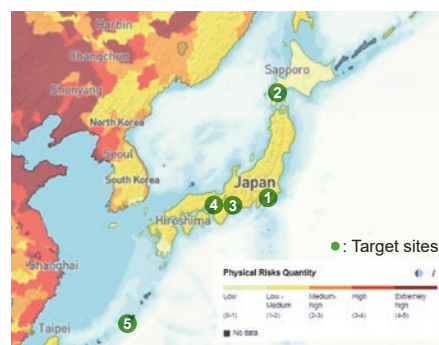 Harbin
Shangchun
Shenyang
Sapporo
2
North Korea
Seoul
South Korea
Japan
1
4
3
Hiroshima
: Target sites
Shanghai
Physical Risks Quantity
Low
Low -
Medium
Medium-
high
High
Extremely
high
(0-1)
(1-2)
(2-3)
(3-4)
(4-5)
No data
5
Taipei